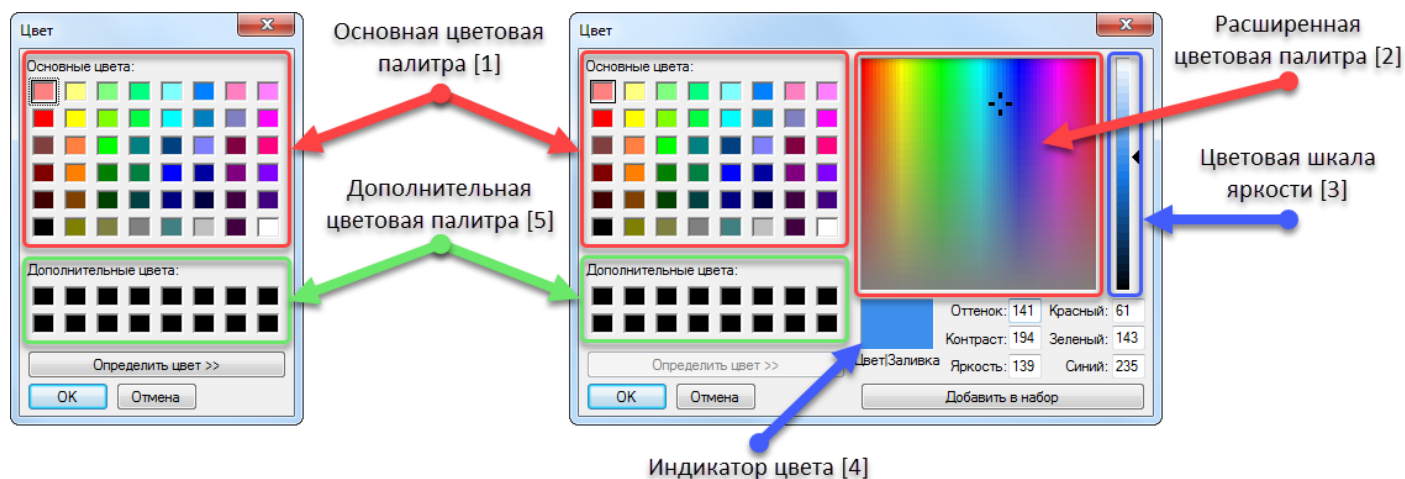 Цвет
Основные цвета:
Дополнительные цвета:
Определить цвет >>
OK
Отмена
Основная цветовая
палитра [1]
Дополнительная
цветовая палитра [5]
Цвет
Основные цвета:
Дополнительные цвета:
Определить цвет >>
OK
Отмена
Цвет|Заливка
Оттенок: 141 Красный: 61
Контраст: 194 Зеленый: 143
Яркость: 139 Синий: 235
Добавить в набор
Расширенная
цветовая палитра [2]
Цветовая шкала
яркости [3]
Индикатор цвета [4]